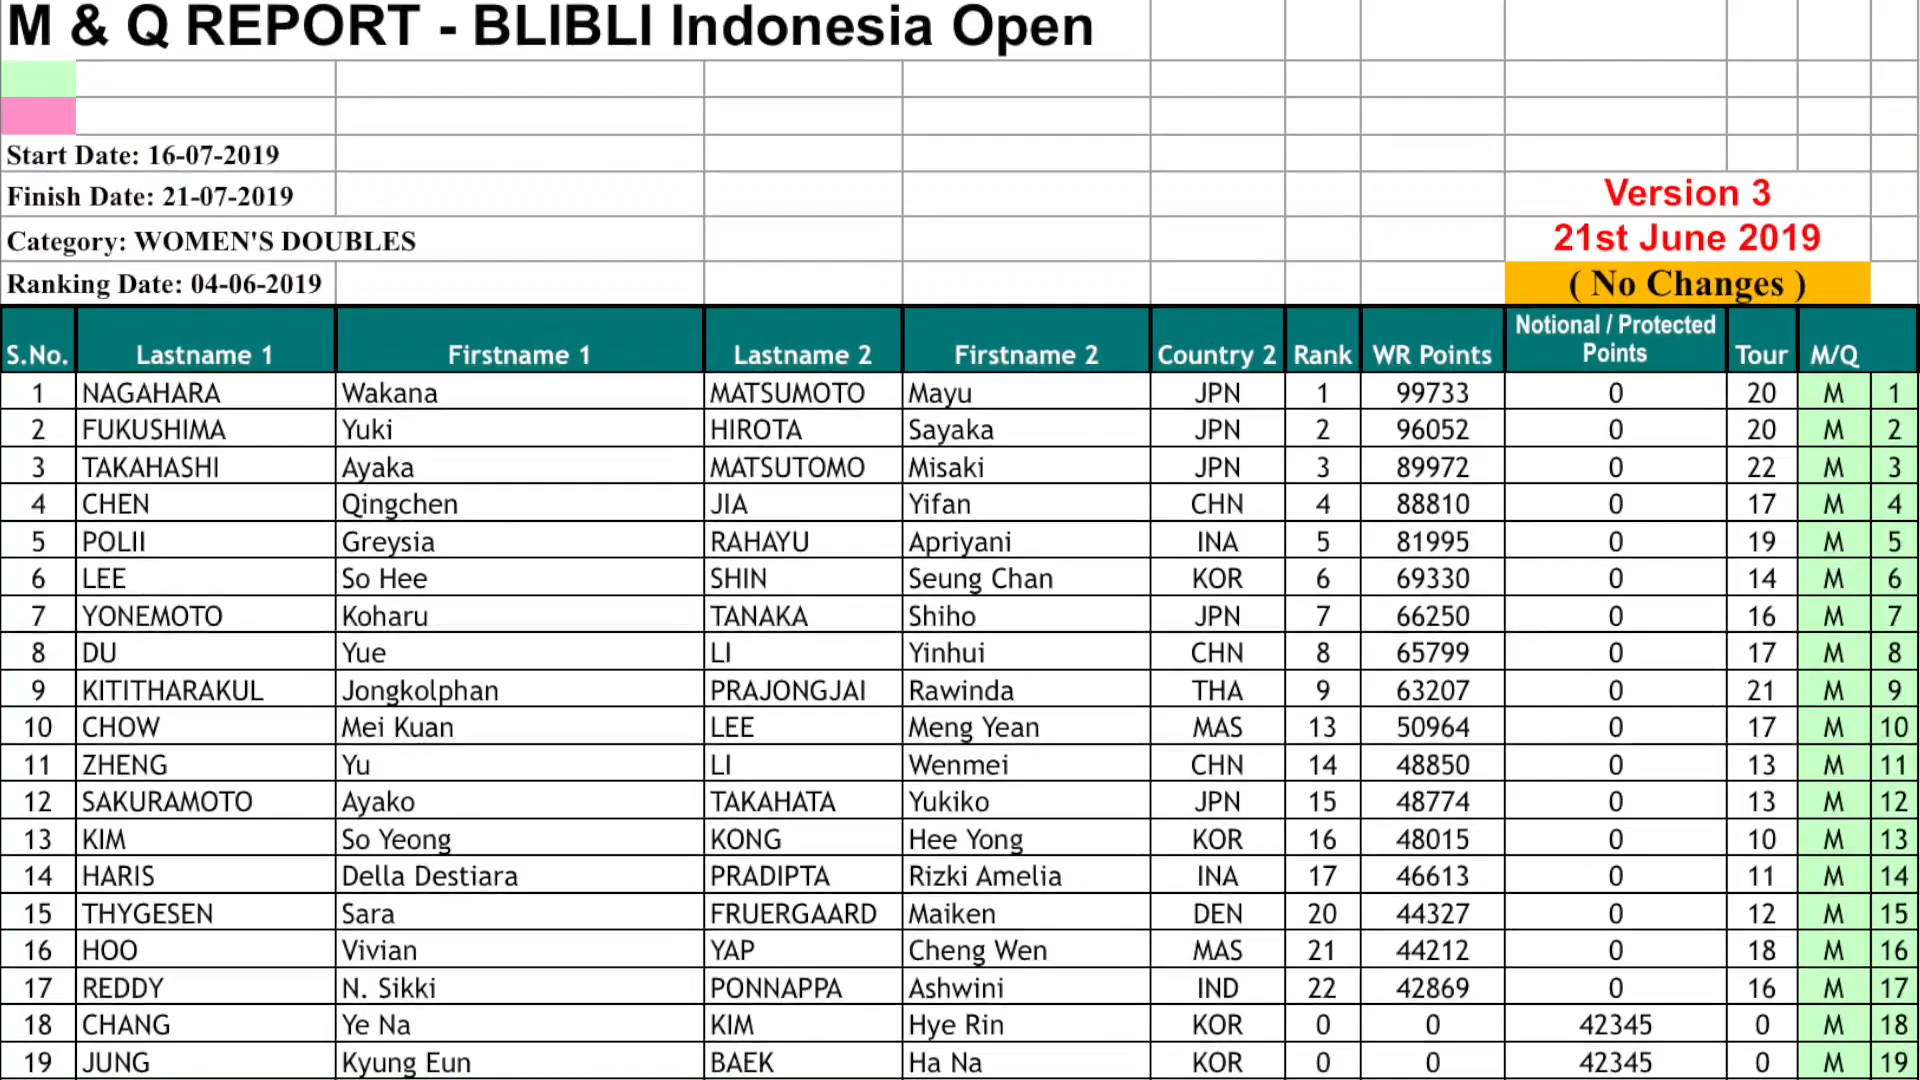 M & Q REPORT - BLIBLI Indonesia Open
Start Date: 16-07-2019
Finish Date: 21-07-2019
Version 3
Category: WOMEN'S DOUBLES
21st June 2019
Ranking Date: 04-06-2019
( No Changes )
S.No. Lastname 1 Firstname 1 Lastname 2 Firstname 2 Country 2 Rank WR Points Notional / Protected Points Tour M/Q
1 NAGAHARA Wakana MATSUMOTO Mayu JPN 1 99733 0 20 M 1
2 FUKUSHIMA Yuki HIROTA Sayaka JPN 2 96052 0 20 M 2
3 TAKAHASHI Ayaka MATSUTOMO Misaki JPN 3 89972 0 22 M 3
4 CHEN Qingchen JIA Yifan CHN 4 88810 0 17 M 4
5 POLII Greysia RAHAYU Apriyani INA 5 81995 0 19 M 5
6 LEE So Hee SHIN Seung Chan KOR 6 69330 0 14 M 6
7 YONEMOTO Koharu TANAKA Shiho JPN 7 66250 0 16 M 7
8 DU Yue LI Yinhui CHN 8 65799 0 17 M 8
9 KITITHARAKUL Jongkolphan PRAJONGJAI Rawinda THA 9 63207 0 21 M 9
10 CHOW Mei Kuan LEE Meng Yean MAS 13 50964 0 17 M 10
11 ZHENG Yu LI Wenmei CHN 14 48850 0 13 M 11
12 SAKURAMOTO Ayako TAKAHATA Yukiko JPN 15 48774 0 13 M 12
13 KIM So Yeong KONG Hee Yong KOR 16 48015 0 10 M 13
14 HARIS Della Destiara PRADIPTA Rizki Amelia INA 17 46613 0 11 M 14
15 THYGESEN Sara FRUERGAARD Maiken DEN 20 44327 0 12 M 15
16 HOO Vivian YAP Cheng Wen MAS 21 44212 0 18 M 16
17 REDDY N. Sikki PONNAPPA Ashwini IND 22 42869 0 16 M 17
18 CHANG Ye Na KIM Hye Rin KOR 0 0 42345 0 M 18
19 JUNG Kyung Eun BAEK Ha Na KOR 0 0 42345 0 M 19